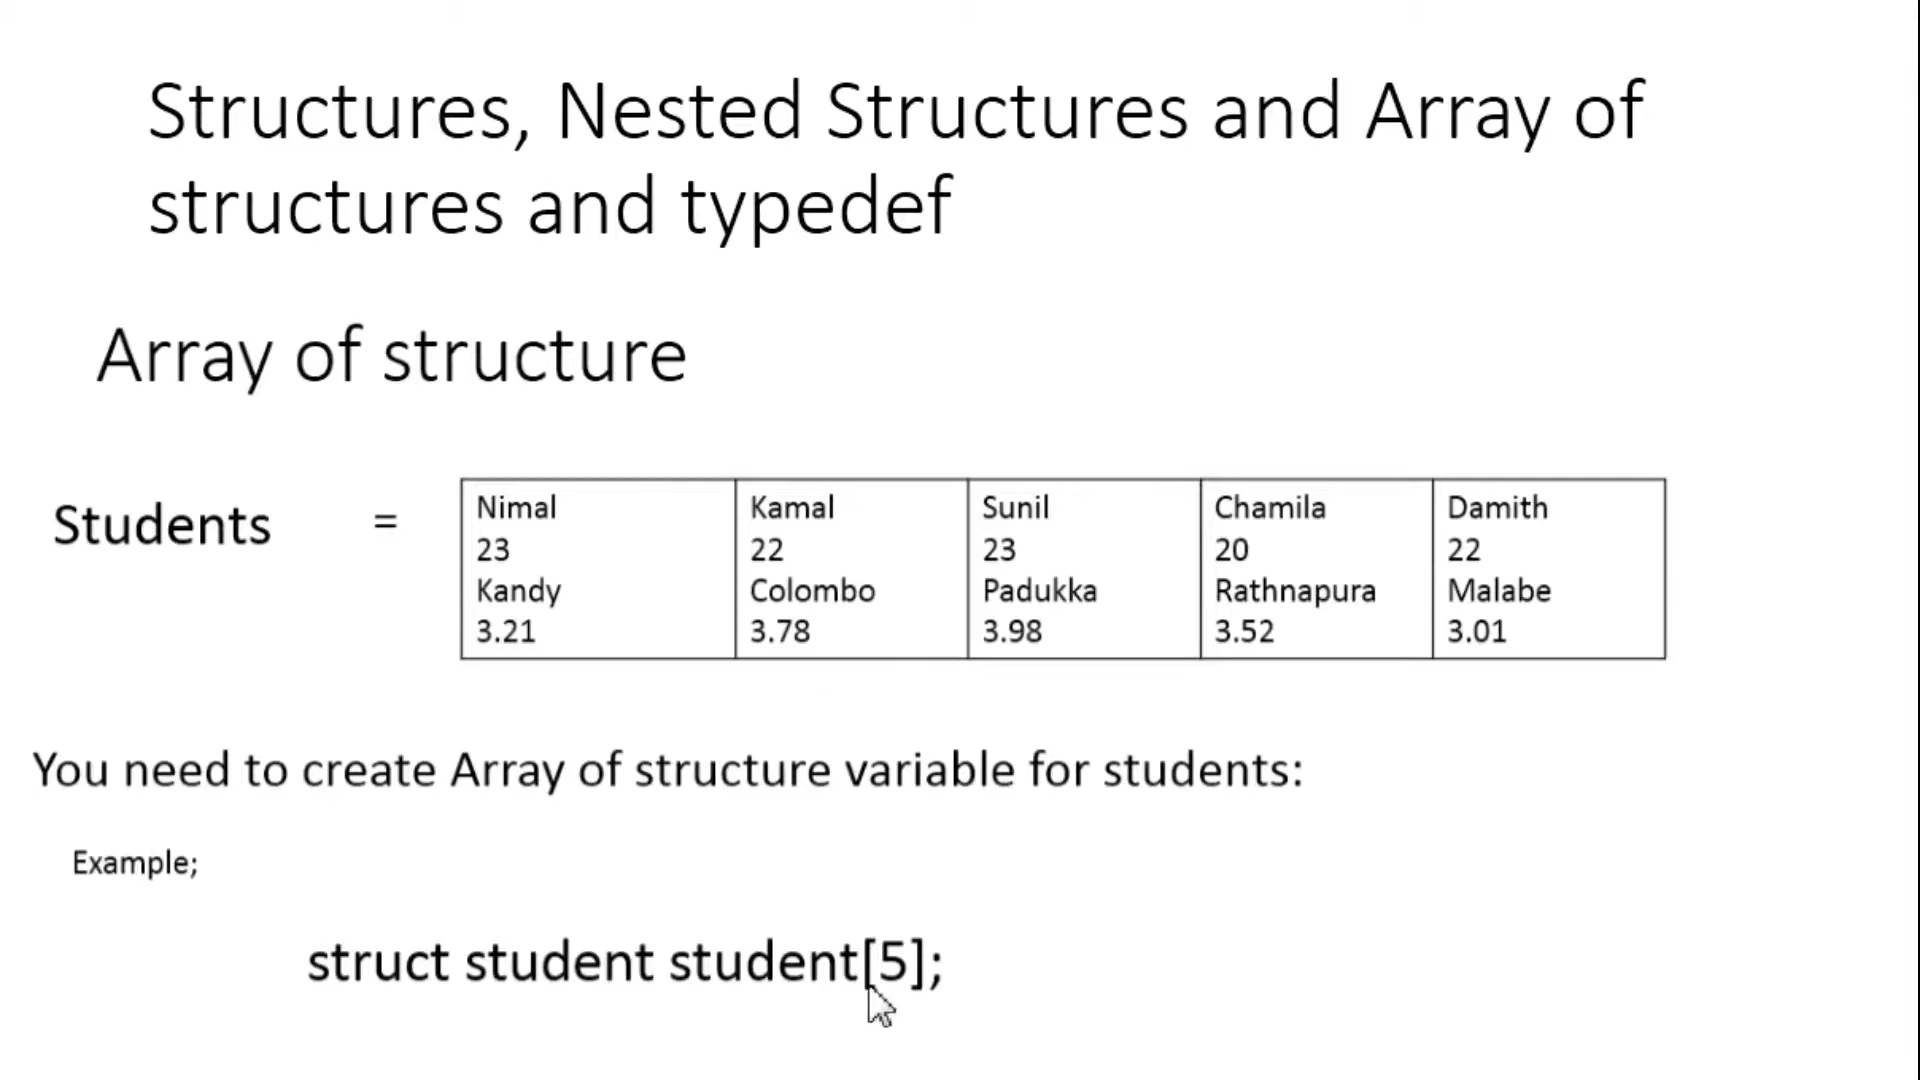 Structures, Nested Structures and Array of
structures and typedef
Array of structure
Students = Nimal Kamal Sunil Chamila Damith
23 22 23 20 22
Kandy Colombo Padukka Rathnapura Malabe
3.21 3.78 3.98 3.52 3.01
You need to create Array of structure variable for students:
Example;
struct student student[5];